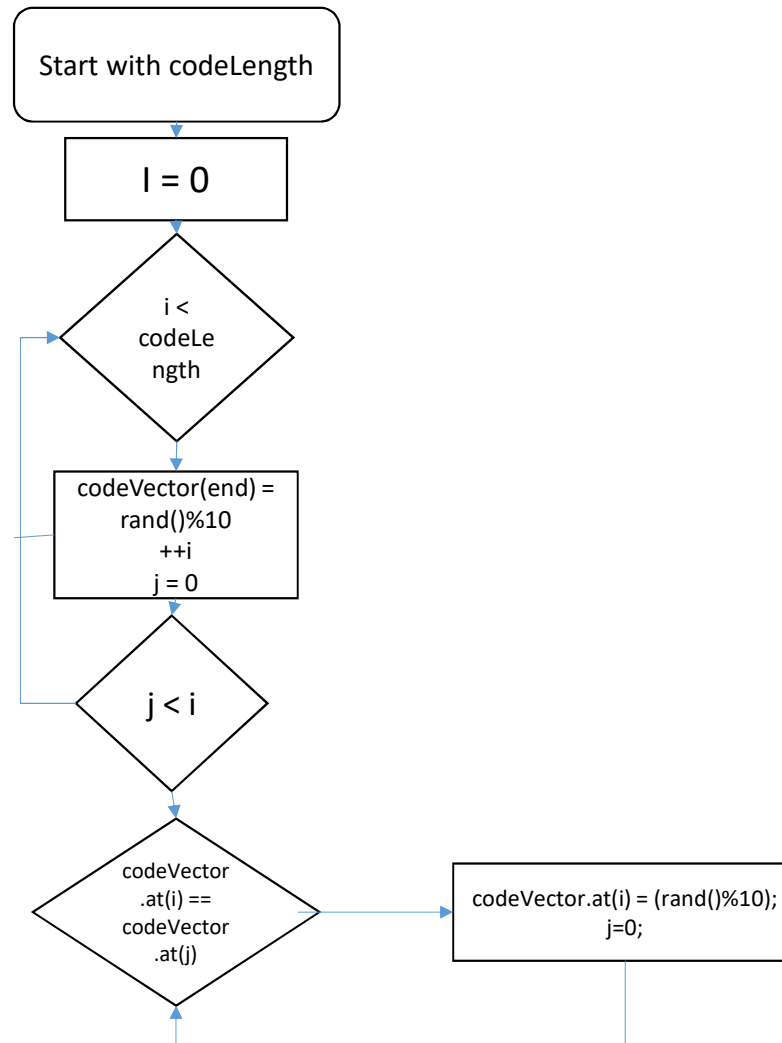 Start with codeLength
I = 0
i <
codeLe
ngth
codeVector(end) =
rand()%10
++i
j = 0
j < i
codeVector
.at(i) ==
codeVector
.at(j)
codeVector.at(i) = (rand()%10);
j=0;